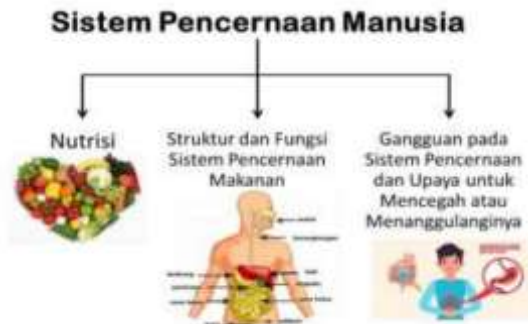 Sistem Pencernaan Manusia
Nutrisi
Struktur dan Fungsi
Sistem Pencernaan
Makanan
Gangguan pada
Sistem Pencernaan
dan Upaya untuk
Mencegah atau
Menanggulanginya